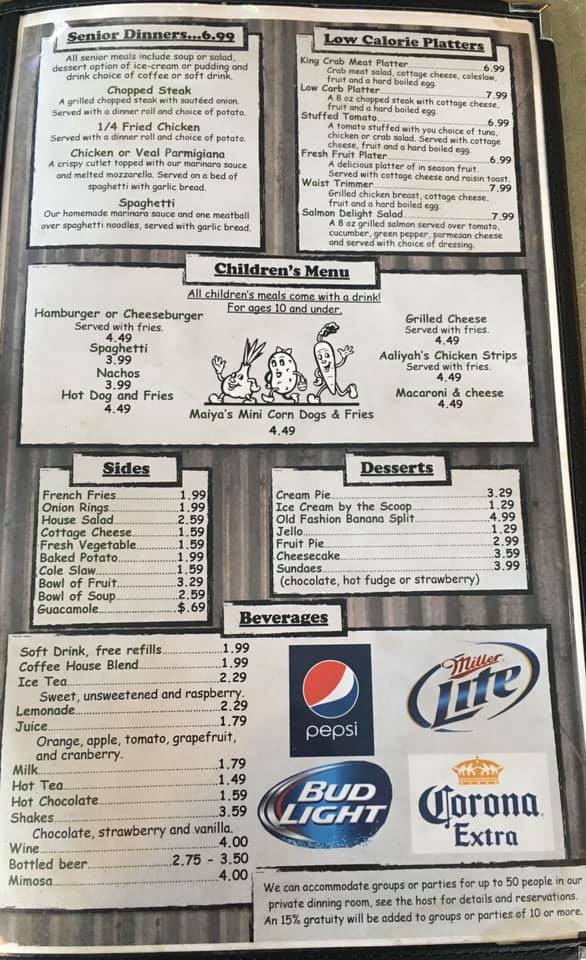 Senior Dinners...6.99
All senior meals include soup or salad,
dessert option of ice-cream or pudding and
drink choice of coffee or soft drink.
Chopped Steak
A grilled chopped steak with sautéed onion.
Served with a dinner roll and choice of potato.
1/4 Fried Chicken
Served with a dinner roll and choice of potato.
Chicken or Veal Parmigiana
A crispy cutlet topped with our marinara sauce
and melted mozzarella. Served on a bed of
spaghetti with garlic bread.
Spaghetti
Our homemade marinara sauce and one meatball
over spaghetti noodles, served with garlic bread.
Low Calorie Platters
King Crab Meat Platter 6.99
Crab meat salad, cottage cheese, coleslaw,
fruit and a hard boiled egg.
Low Carb Platter 7.99
A 8 oz chopped steak with cottage cheese,
fruit and a hard boiled egg.
Stuffed Tomato 6.99
A tomato stuffed with you choice of tuna,
chicken or crab salad. Served with cottage
cheese, fruit and a hard boiled egg.
Fresh Fruit Plater 6.99
A delicious platter of in season fruit.
Served with cottage cheese and raisin toast.
Waist Trimmer 7.99
Grilled chicken breast, cottage cheese,
fruit and a hard boiled egg.
Salmon Delight Salad 7.99
A 8 oz grilled salmon served over tomato,
cucumber, green pepper, parmesan cheese
and served with choice of dressing.
Children's Menu
All children's meals come with a drink!
For ages 10 and under.
Hamburger or Cheeseburger
Served with fries.
4.49
Spaghetti
3.99
Nachos
3.99
Hot Dog and Fries
4.49
Maiya's Mini Corn Dogs & Fries
4.49
Grilled Cheese
Served with fries.
4.49
Aaliyah's Chicken Strips
Served with fries.
4.49
Macaroni & cheese
4.49
Sides
French Fries 1.99
Onion Rings 1.99
House Salad 2.59
Cottage Cheese 1.59
Fresh Vegetable 1.59
Baked Potato 1.99
Cole Slaw 1.59
Bowl of Fruit 3.29
Bowl of Soup 2.59
Guacamole $.69
Desserts
Cream Pie 3.29
Ice Cream by the Scoop 1.29
Old Fashion Banana Split 4.99
Jello 1.29
Fruit Pie 2.99
Cheesecake 3.59
Sundaes 3.99
(chocolate, hot fudge or strawberry)
Beverages
Soft Drink, free refills 1.99
Coffee House Blend 1.99
Ice Tea 2.29
Sweet, unsweetened and raspberry.
Lemonade 2.29
Juice 1.79
Orange, apple, tomato, grapefruit,
and cranberry.
Milk 1.79
Hot Tea 1.49
Hot Chocolate 1.59
Shakes 3.59
Chocolate, strawberry and vanilla.
Wine 4.00
Bottled beer 2.75 - 3.50
Mimosa 4.00
pepsi
Miller
Lite
BUD
LIGHT
Corona
Extra
We can accommodate groups or parties for up to 50 people in our
private dinning room, see the host for details and reservations.
An 15% gratuity will be added to groups or parties of 10 or more.